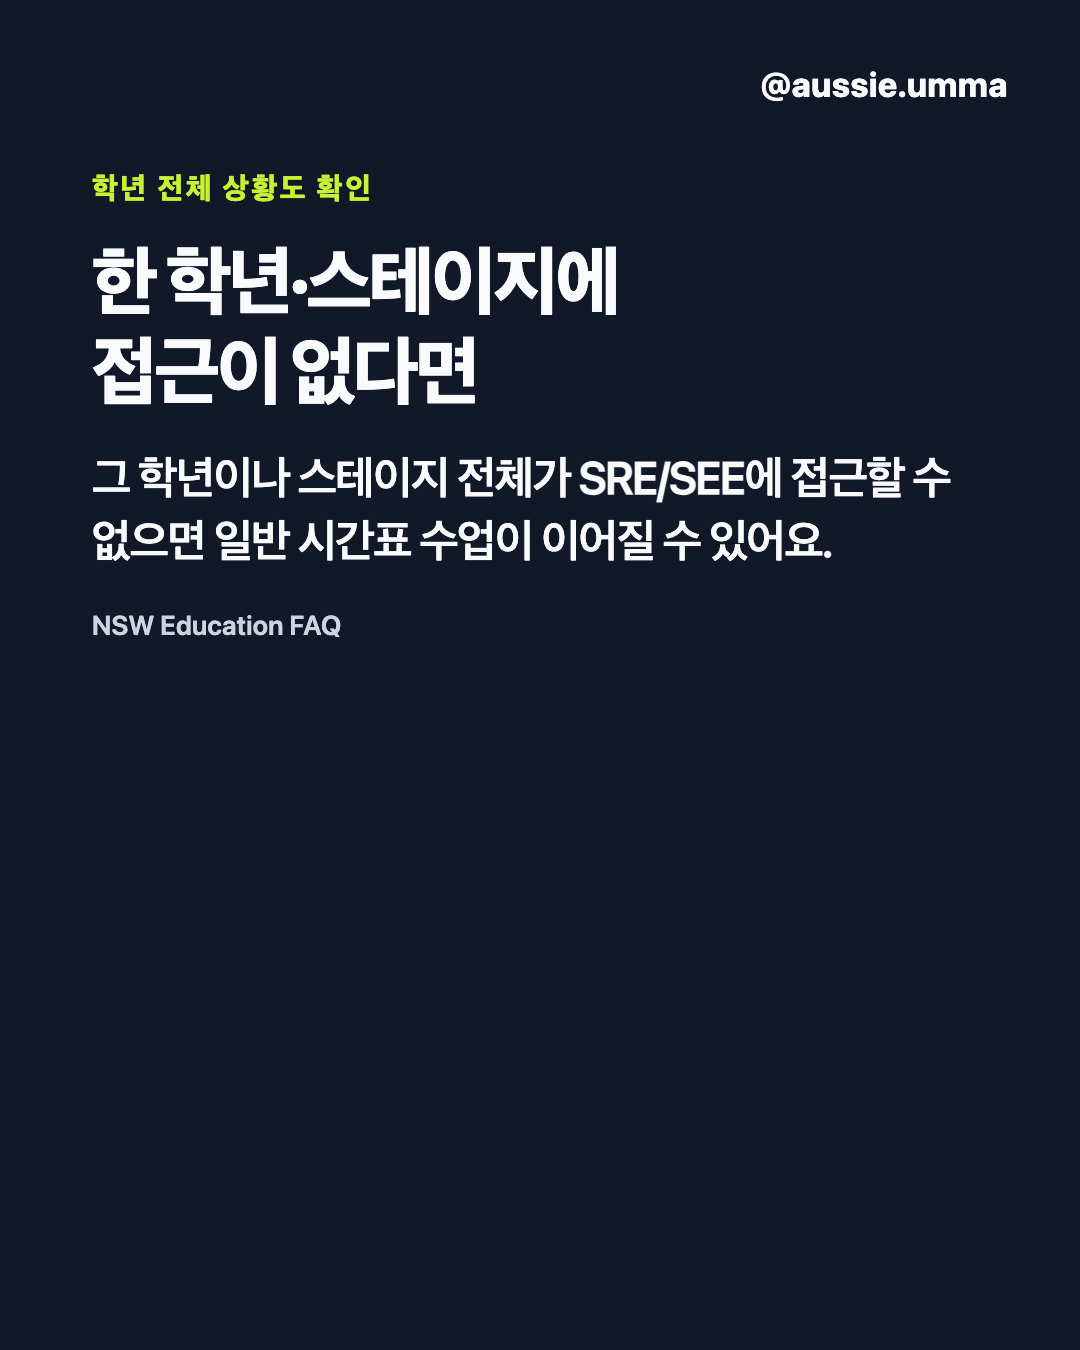 @aussie.umma
학년 전체 상황도 확인
한 학년·스테이지에
접근이 없다면
그 학년이나 스테이지 전체가 SRE/SEE에 접근할 수
없으면 일반 시간표 수업이 이어질 수 있어요.
NSW Education FAQ